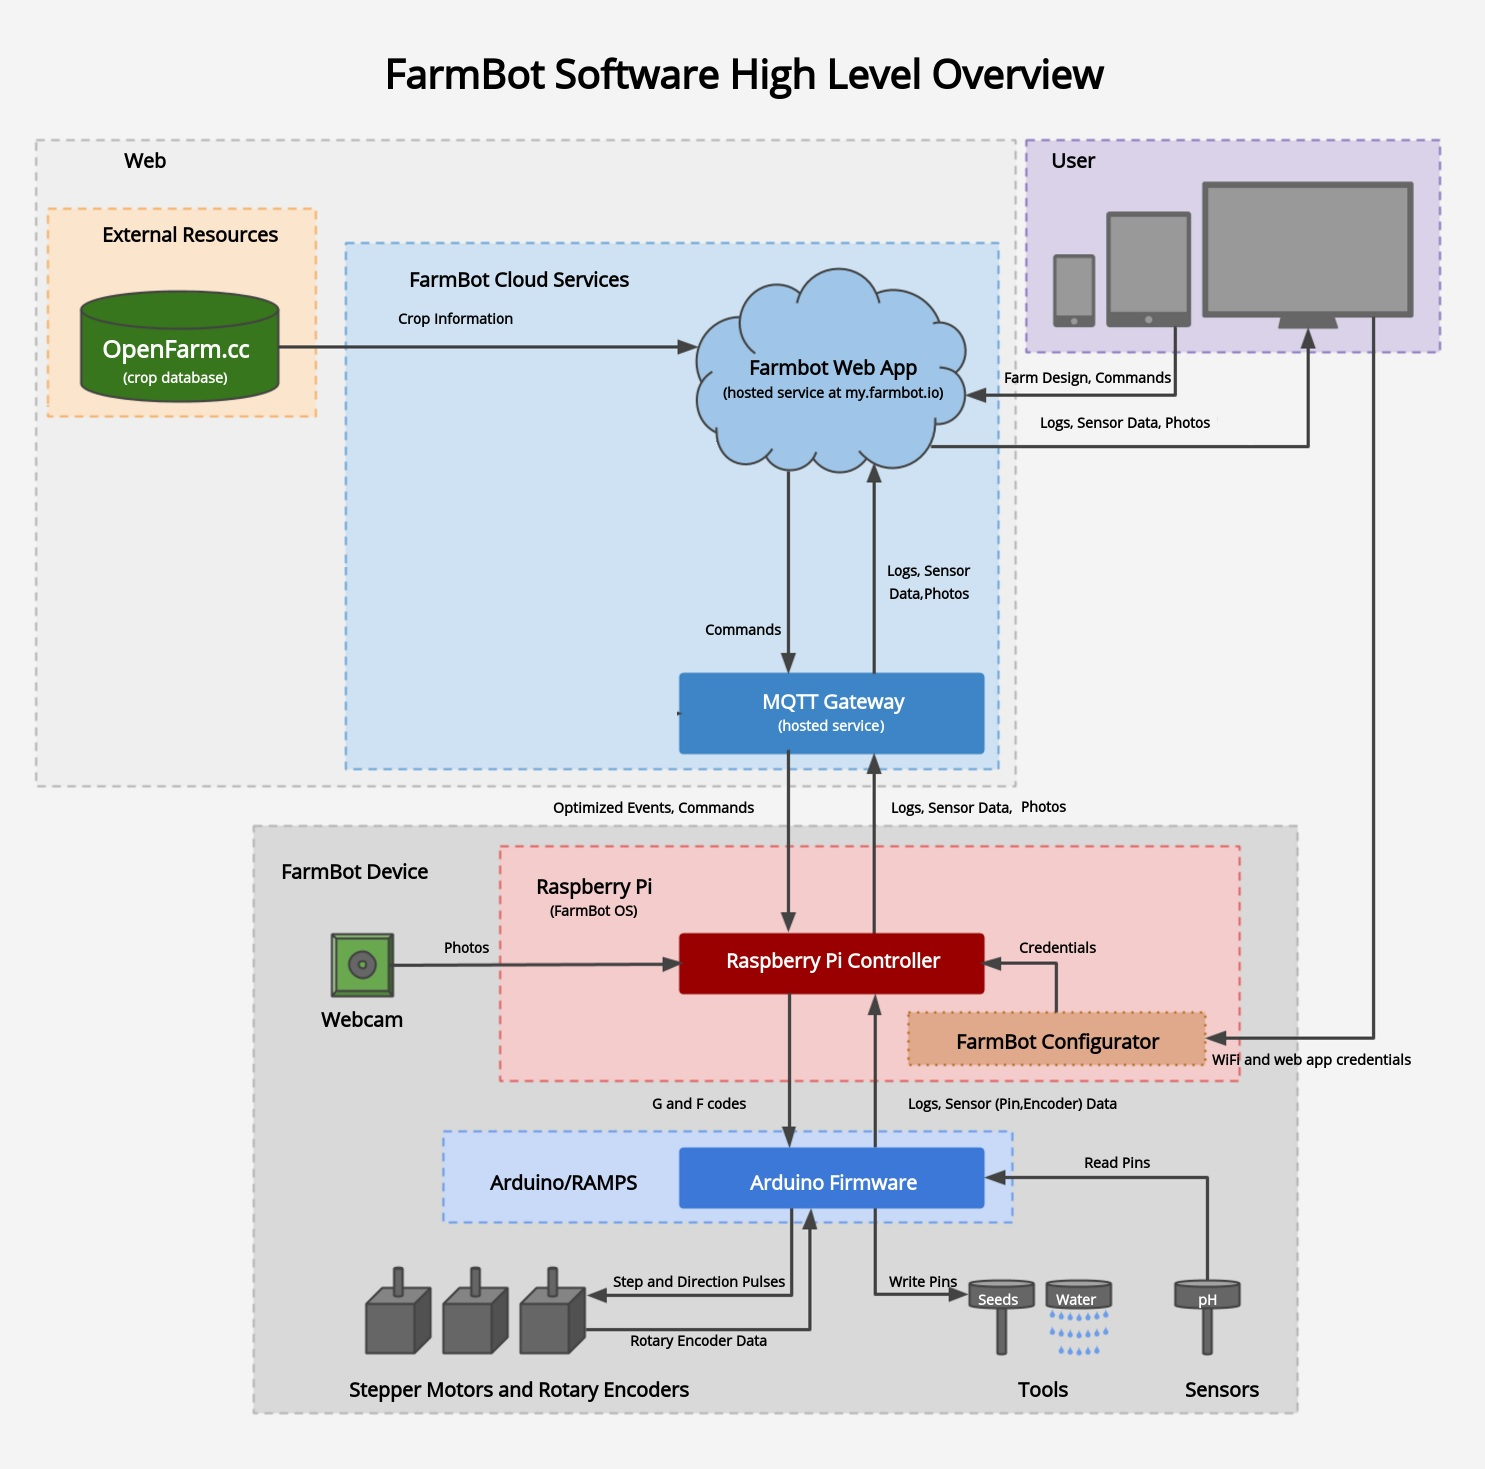 FarmBot Software High Level Overview
Web
User
External Resources
OpenFarm.cc
(crop database)
FarmBot Cloud Services
Crop Information
Farmbot Web App
(hosted service at my.farmbot.io)
Farm Design, Commands
Logs, Sensor Data, Photos
Logs, Sensor
Data,Photos
Commands
MQTT Gateway
(hosted service)
Optimized Events, Commands
Logs, Sensor Data, Photos
FarmBot Device
Raspberry Pi
(FarmBot OS)
Photos
Webcam
Raspberry Pi Controller
Credentials
FarmBot Configurator
WiFi and web app credentials
G and F codes
Logs, Sensor (Pin,Encoder) Data
Arduino/RAMPS
Arduino Firmware
Read Pins
Step and Direction Pulses
Rotary Encoder Data
Write Pins
Seeds
Water
pH
Stepper Motors and Rotary Encoders
Tools
Sensors